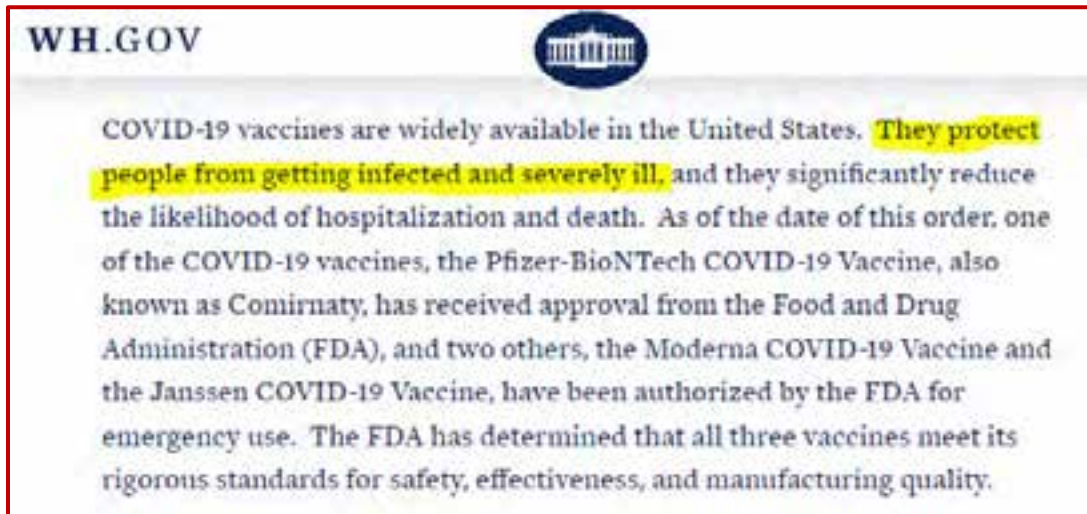 WH.GOV
COVID-19 vaccines are widely available in the United States. They protect
people from getting infected and severely ill, and they significantly reduce
the likelihood of hospitalization and death. As of the date of this order, one
of the COVID-19 vaccines, the Pfizer-BioNTech COVID-19 Vaccine, also
known as Comirnaty, has received approval from the Food and Drug
Administration (FDA), and two others, the Moderna COVID-19 Vaccine and
the Janssen COVID-19 Vaccine, have been authorized by the FDA for
emergency use. The FDA has determined that all three vaccines meet its
rigorous standards for safety, effectiveness, and manufacturing quality.